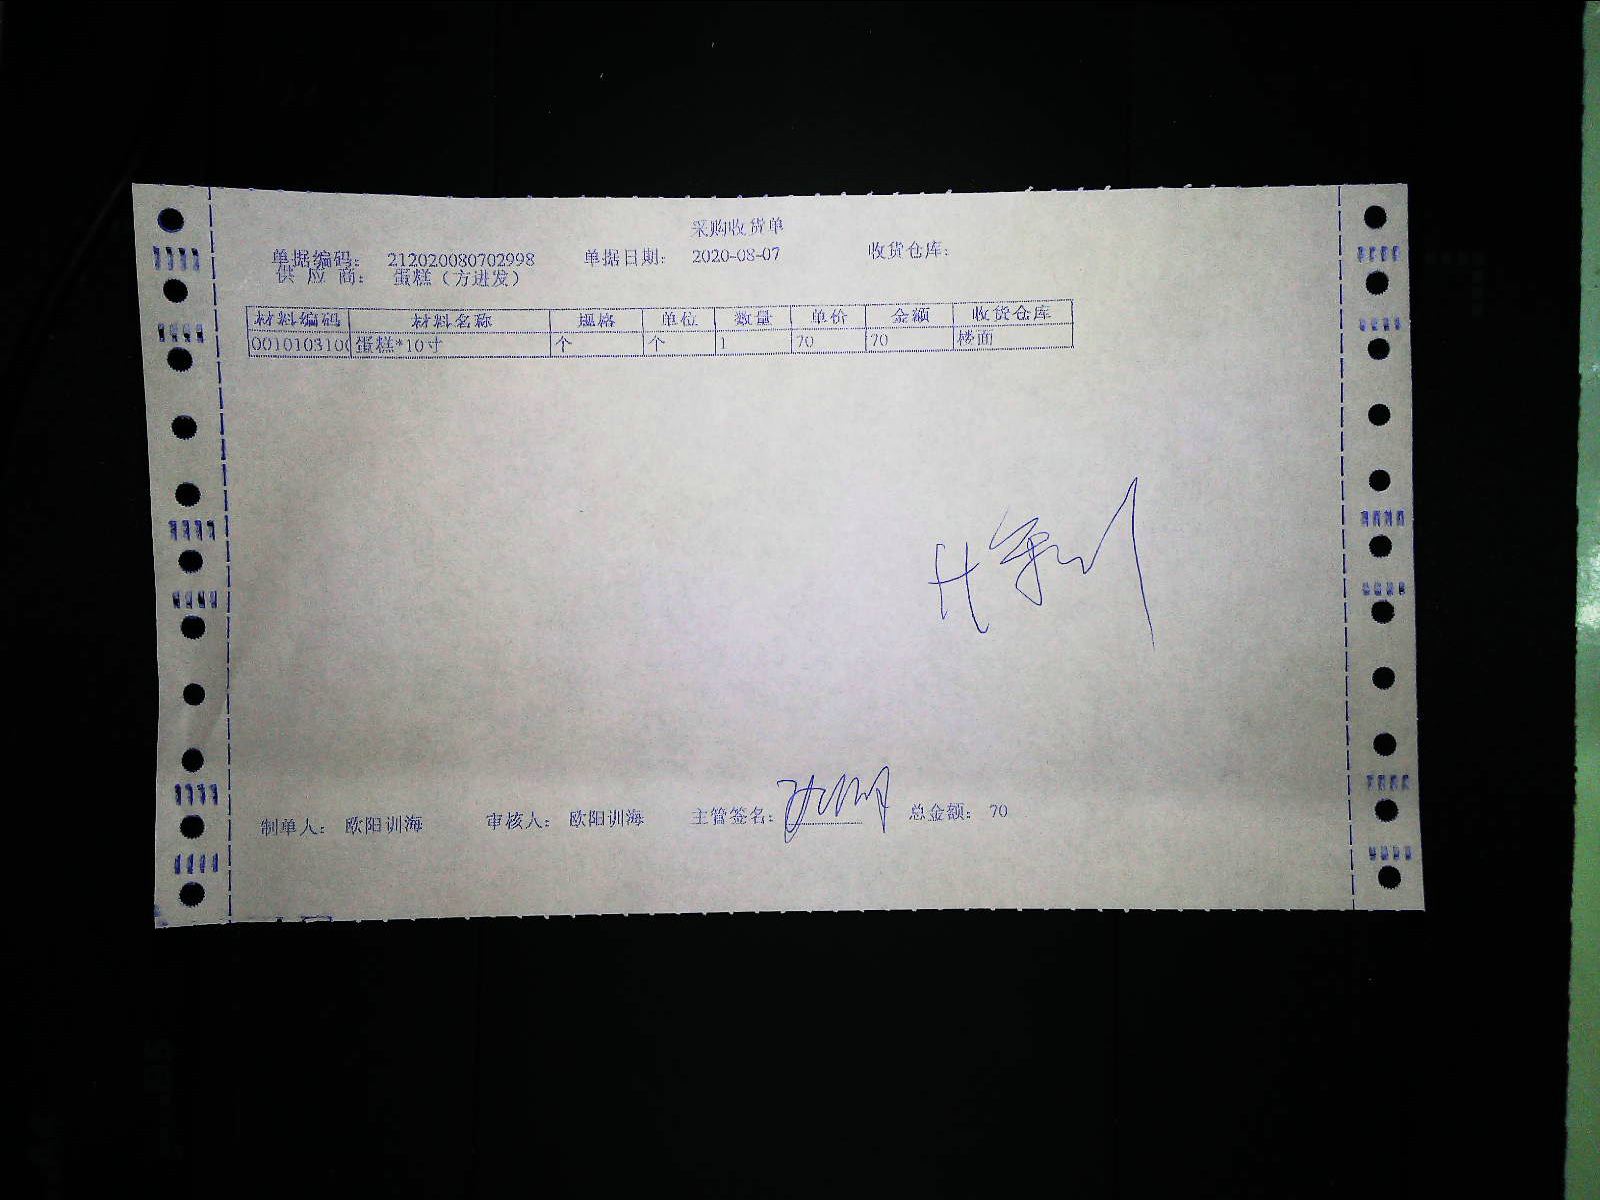 采购收货单
单据编码： 212020080702998 单据日期： 2020-08-07 收货仓库：
供 应 商： 蛋糕（方进发）
材料编码 材料名称 规格 单位 数量 单价 金额 收货仓库
0010103100 蛋糕*10寸 个 个 1 70 70 楼面
制单人： 欧阳训海 审核人： 欧阳训海 主管签名： 总金额： 70